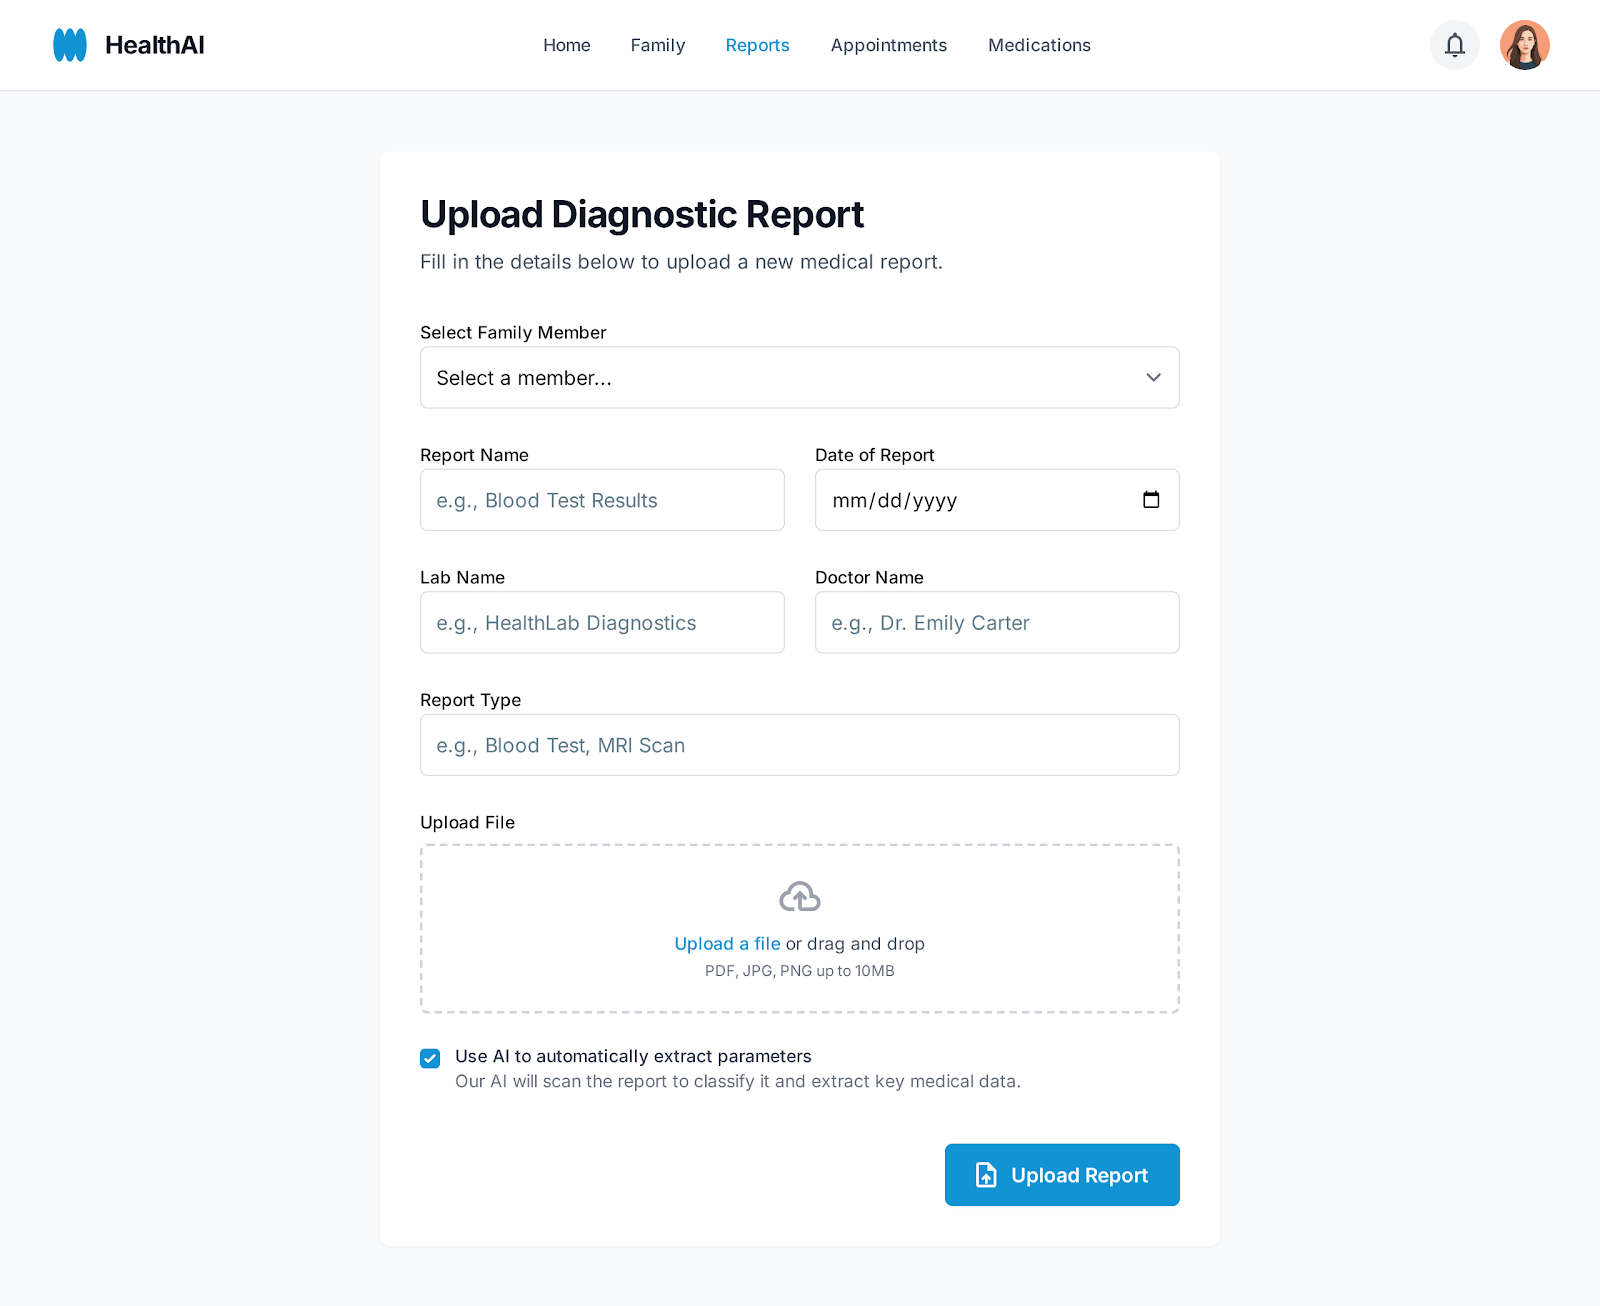 HealthAI
Home Family Reports Appointments Medications
Upload Diagnostic Report
Fill in the details below to upload a new medical report.
Select Family Member
Select a member...
Report Name
e.g., Blood Test Results
Date of Report
mm/dd/yyyy
Lab Name
e.g., HealthLab Diagnostics
Doctor Name
e.g., Dr. Emily Carter
Report Type
e.g., Blood Test, MRI Scan
Upload File
Upload a file or drag and drop
PDF, JPG, PNG up to 10MB
Use AI to automatically extract parameters
Our AI will scan the report to classify it and extract key medical data.
Upload Report